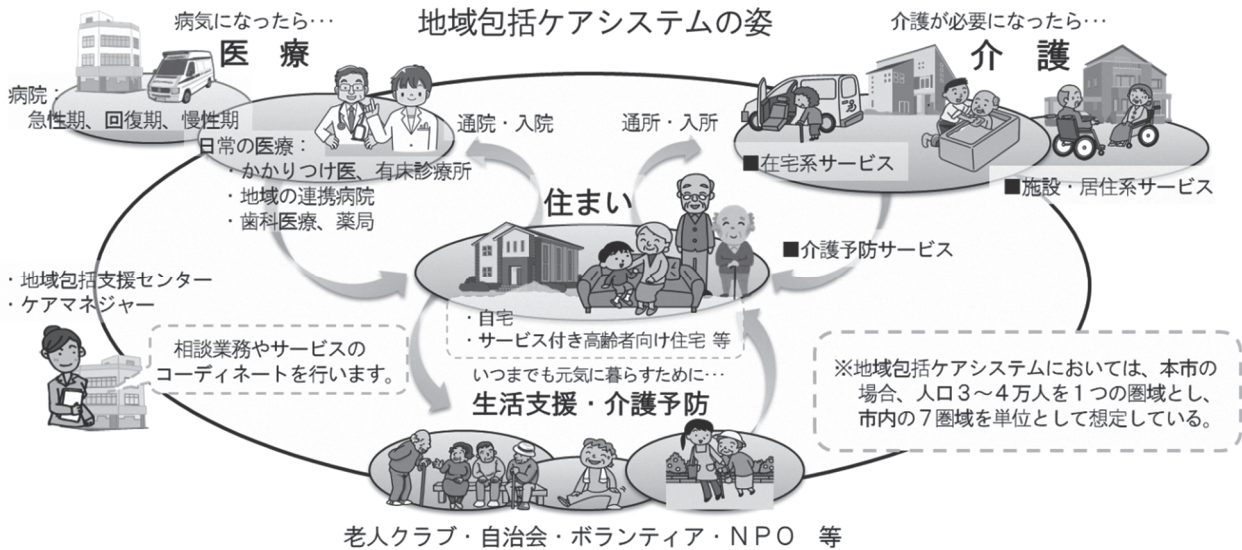 地域包括ケアシステムの姿
病気になったら…
医　療
病院：
急性期、回復期、慢性期
日常の医療：
・かかりつけ医、有床診療所
・地域の連携病院
・歯科医療、薬局
通院・入院
通所・入所
介護が必要になったら…
介　護
■在宅系サービス
■施設・居住系サービス
■介護予防サービス
住まい
・自宅
・サービス付き高齢者向け住宅 等
・地域包括支援センター
・ケアマネジャー
相談業務やサービスの
コーディネートを行います。
いつまでも元気に暮らすために…
生活支援・介護予防
老人クラブ・自治会・ボランティア・ＮＰＯ　等
※地域包括ケアシステムにおいては、本市の
場合、人口３～４万人を１つの圏域とし、
市内の７圏域を単位として想定している。